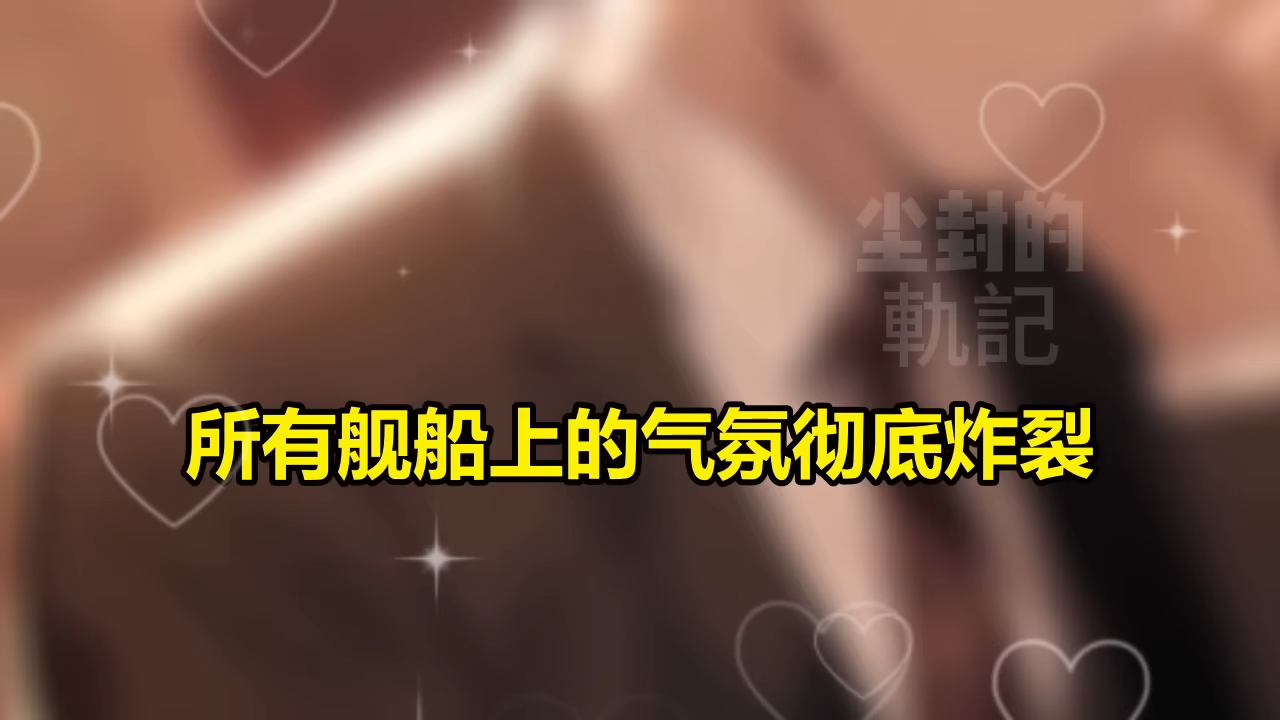 尘封的
軌記
所有舰船上的气氛彻底炸裂